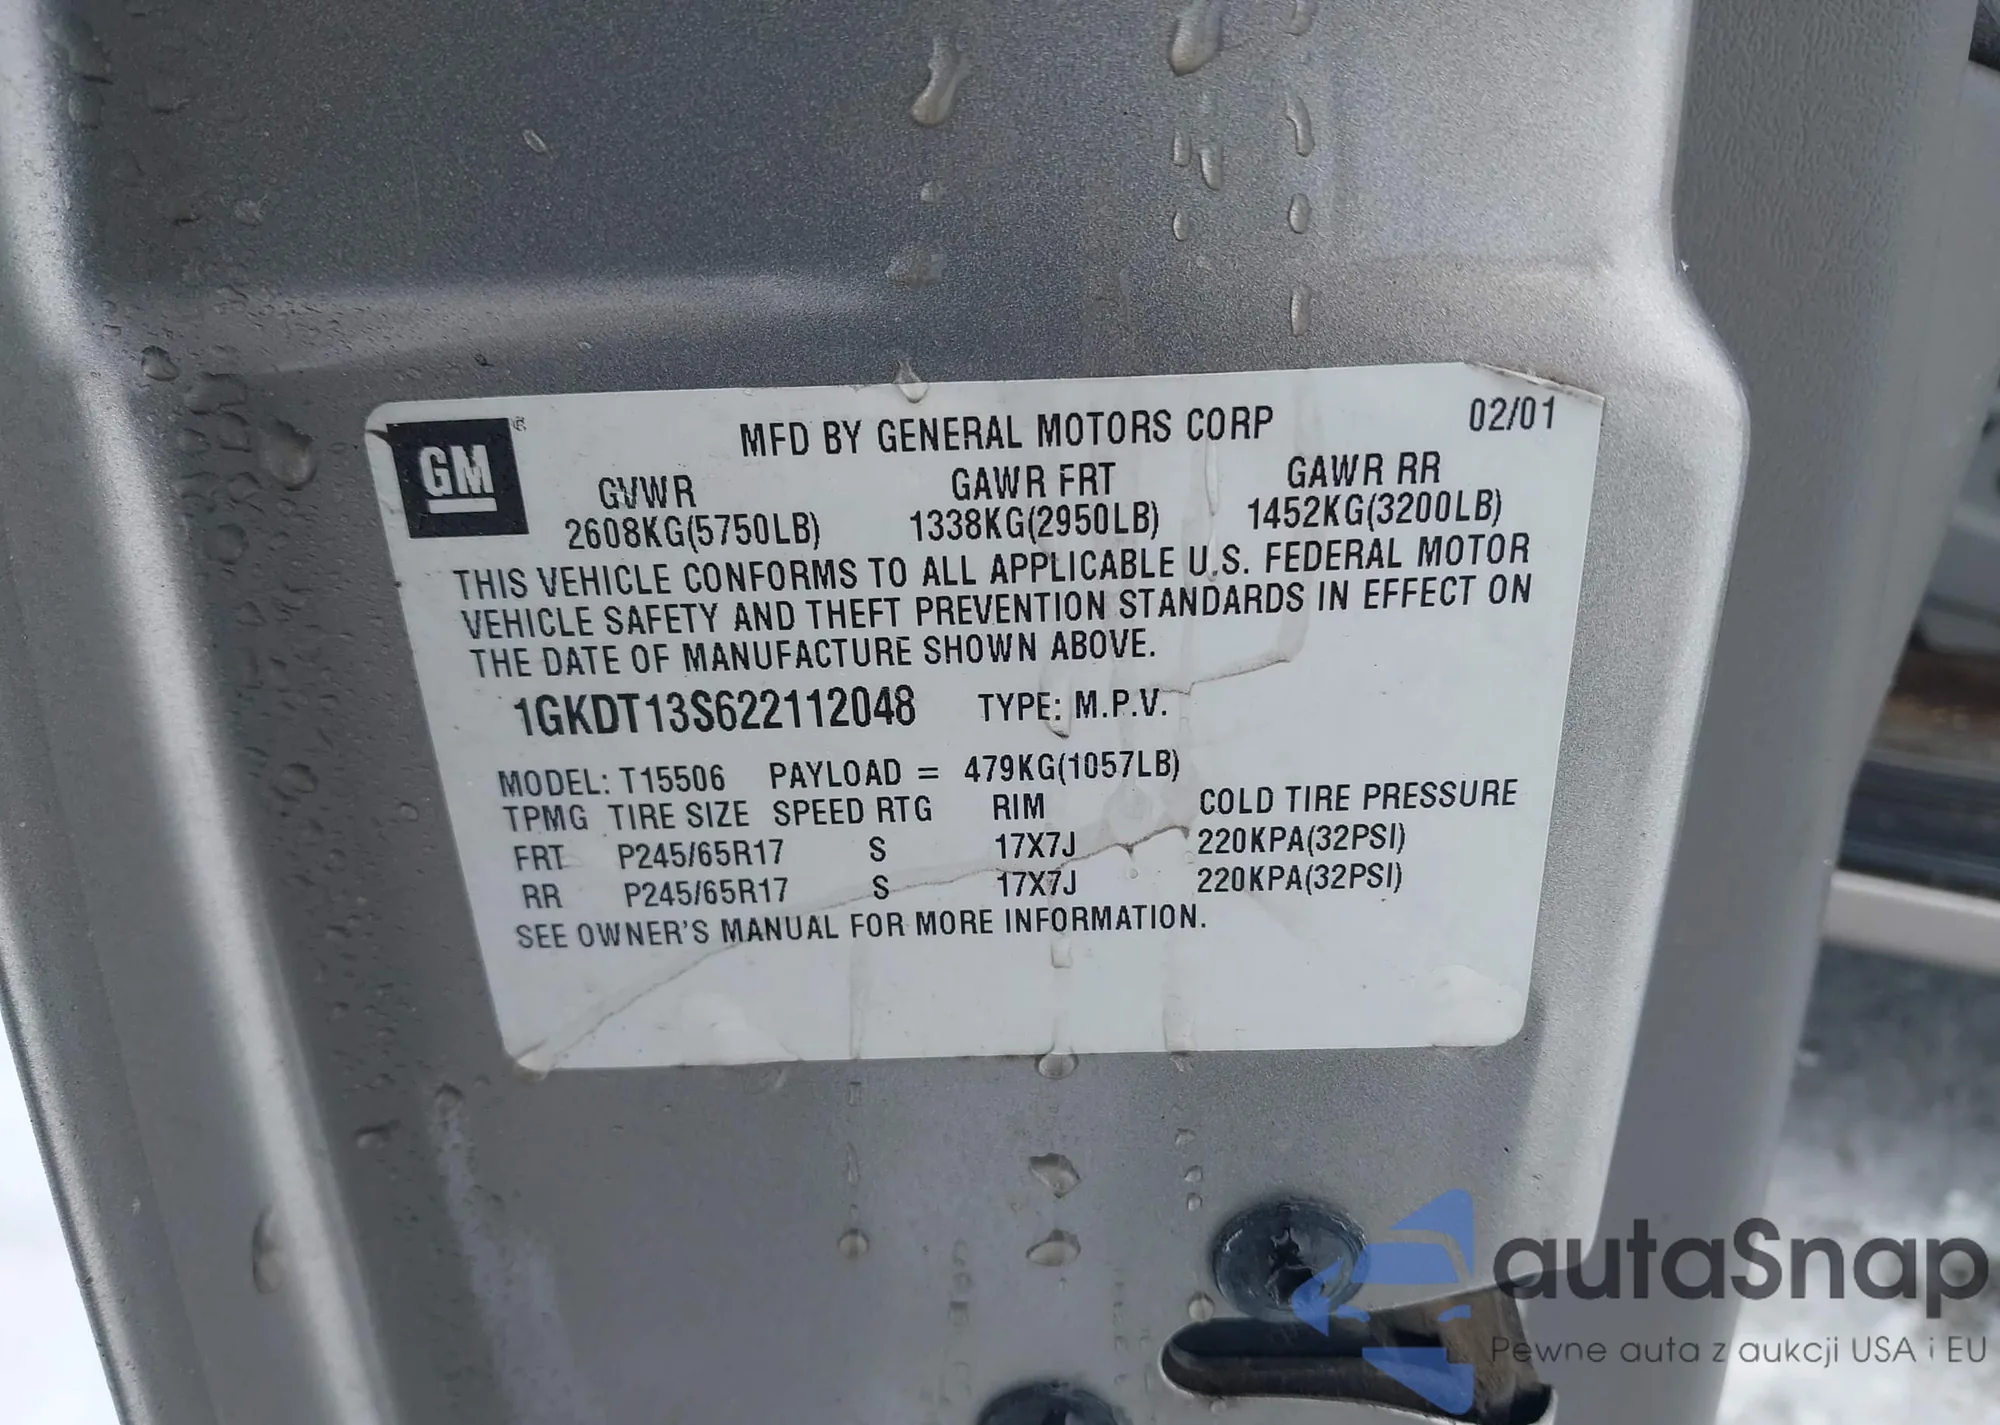 GM ®
MFD BY GENERAL MOTORS CORP 02/01
GVWR GAWR FRT GAWR RR
2608KG(5750LB) 1338KG(2950LB) 1452KG(3200LB)
THIS VEHICLE CONFORMS TO ALL APPLICABLE U.S. FEDERAL MOTOR
VEHICLE SAFETY AND THEFT PREVENTION STANDARDS IN EFFECT ON
THE DATE OF MANUFACTURE SHOWN ABOVE.
1GKDT13S622112048 TYPE: M.P.V.
MODEL: T15506 PAYLOAD = 479KG(1057LB)
TPMG TIRE SIZE SPEED RTG RIM COLD TIRE PRESSURE
FRT P245/65R17 S 17X7J 220KPA(32PSI)
RR P245/65R17 S 17X7J 220KPA(32PSI)
SEE OWNER'S MANUAL FOR MORE INFORMATION.
autaSnap
Pewne auta z aukcji USA i EU